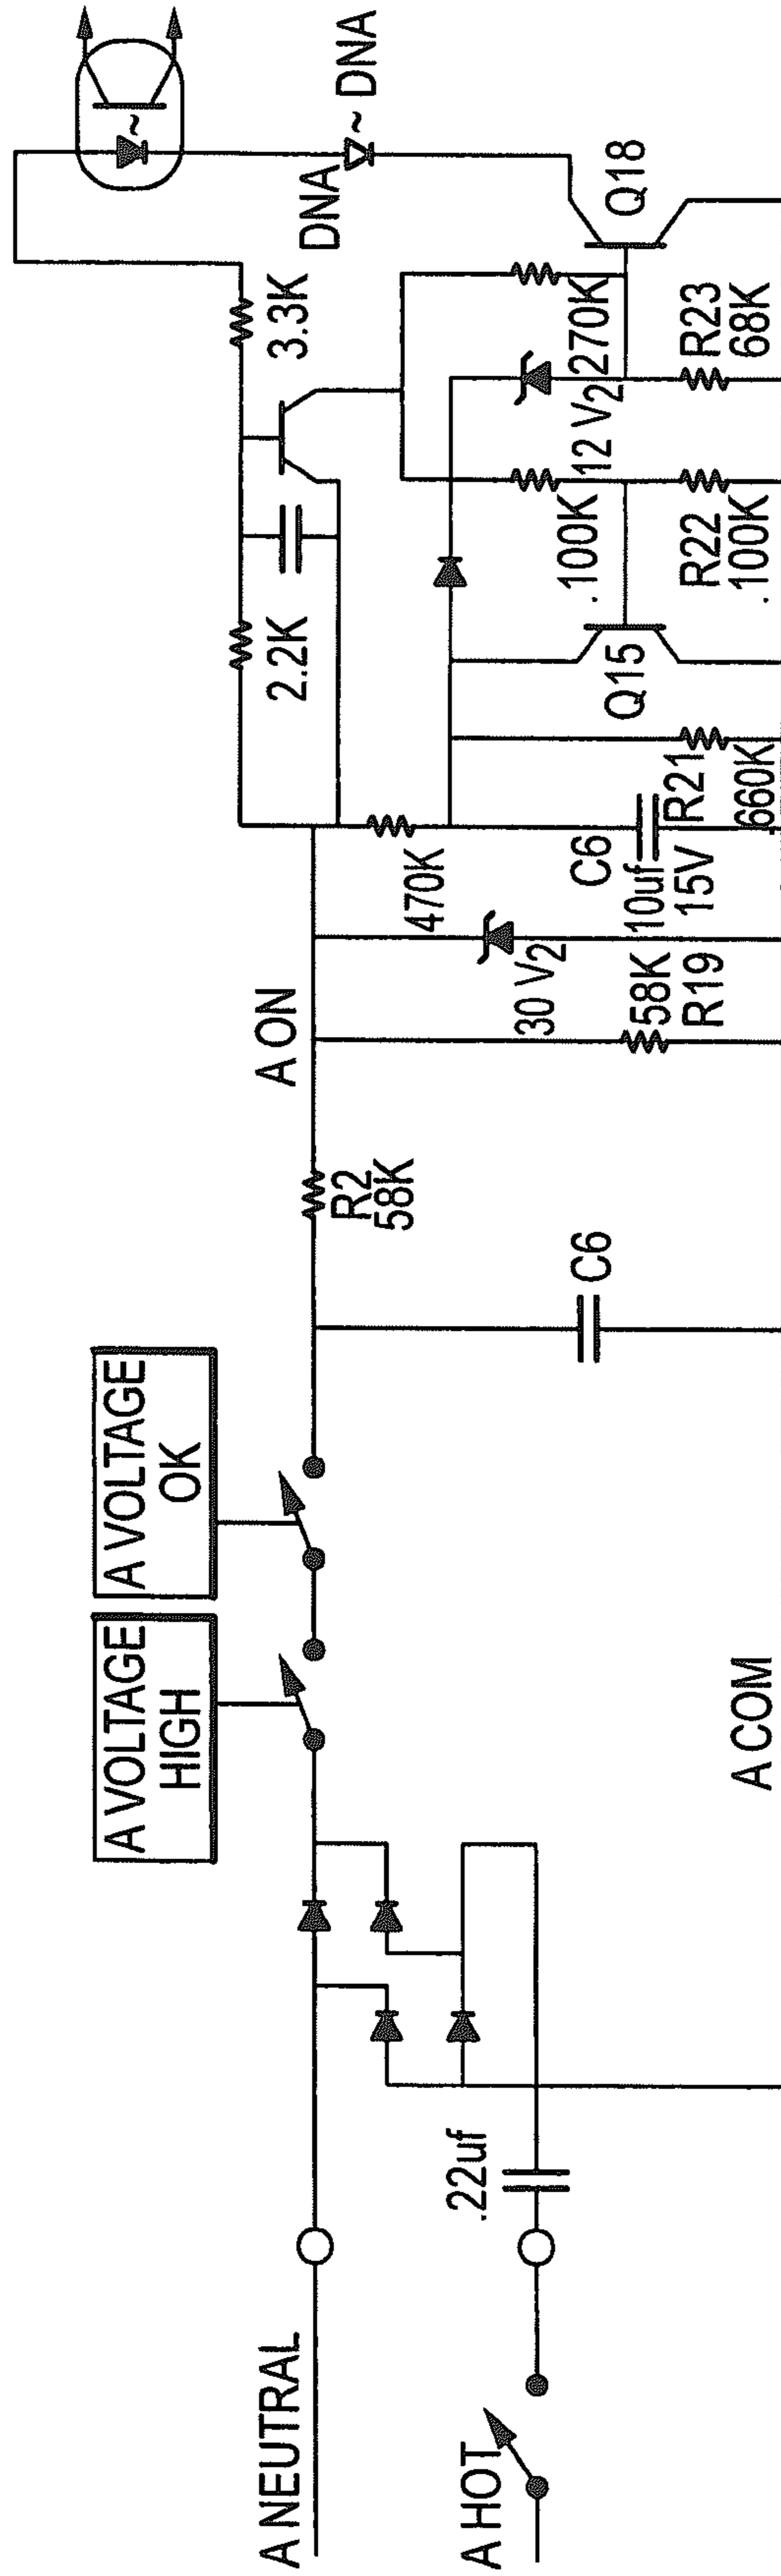 A NEUTRAL
A HOT
.22uf
A VOLTAGE
HIGH
A VOLTAGE
OK
A COM
C6
R2
58K
A ON
58K
R19
30 V2
470K
C6
10uf
15V
R21
660K
2.2K
3.3K
Q15
.100K
R22
.100K
12 V2
270K
R23
68K
Q18
DNA
~ DNA
~